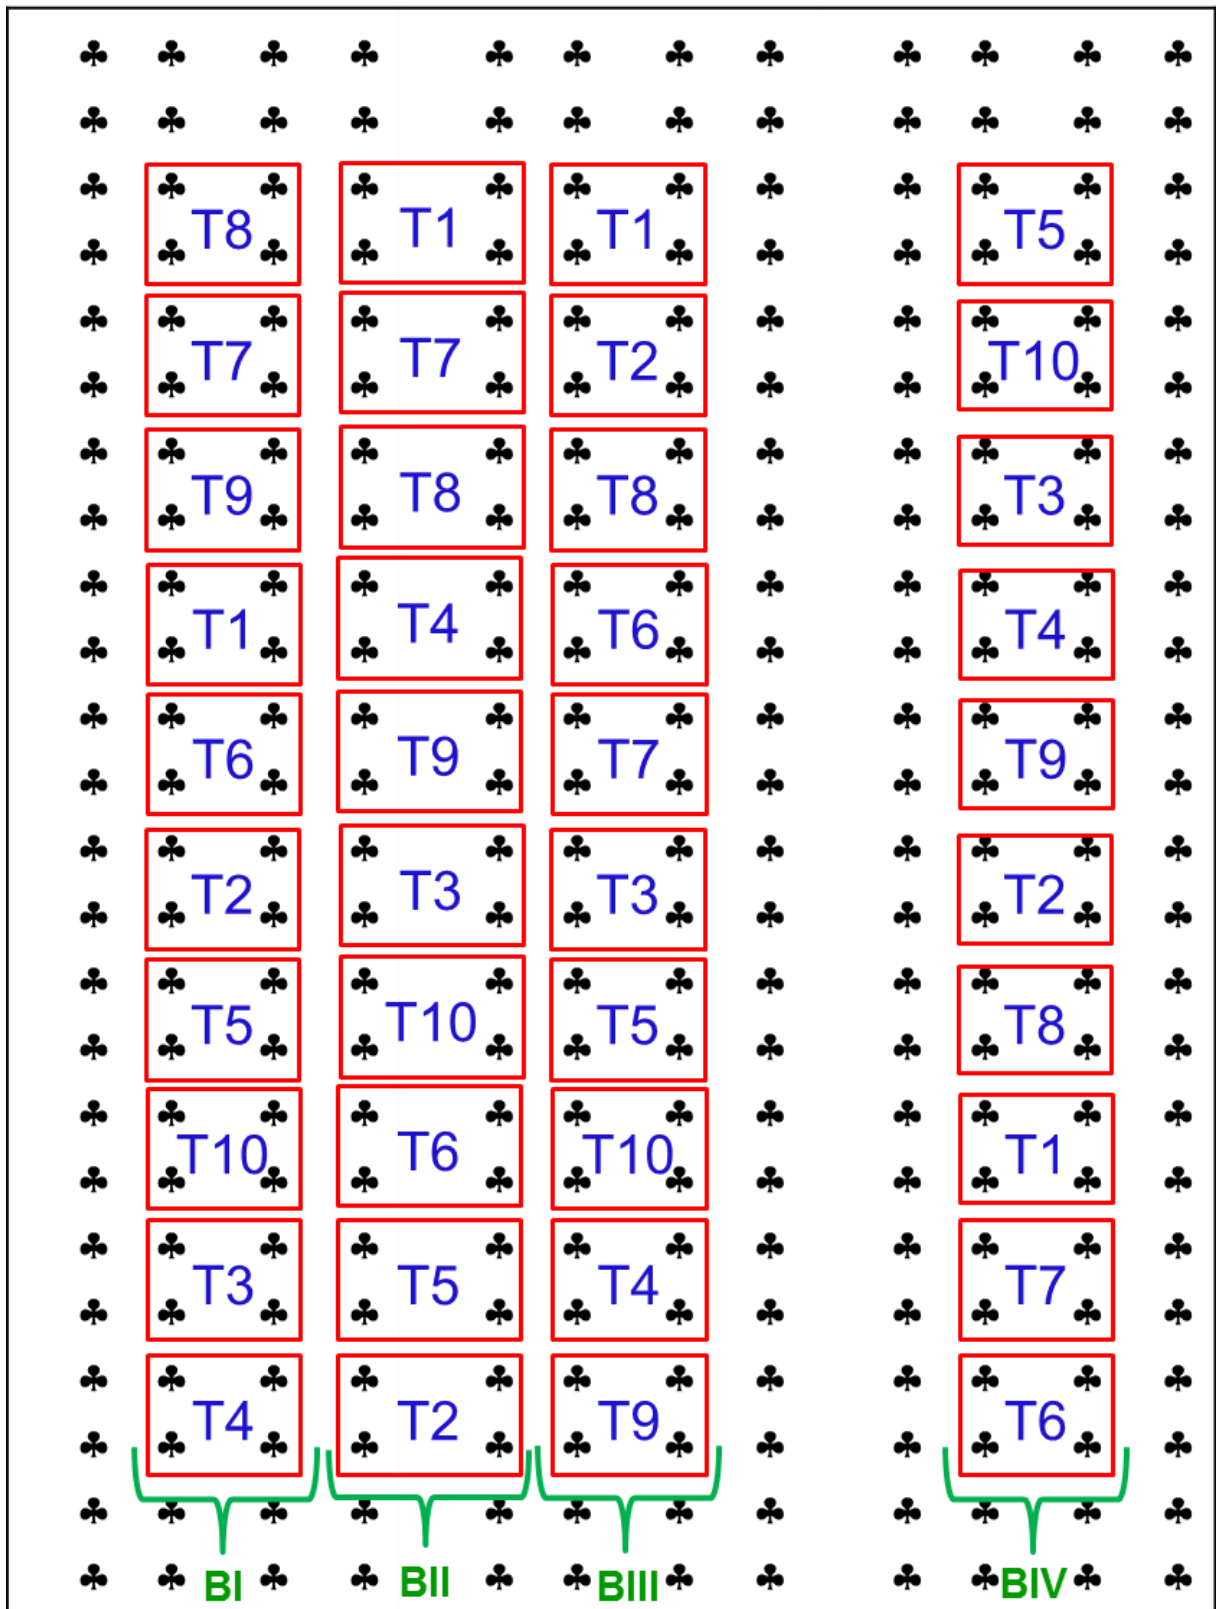 T8 T1 T1 T5
T7 T7 T2 T10
T9 T8 T8 T3
T1 T4 T6 T4
T6 T9 T7 T9
T2 T3 T3 T2
T5 T10 T5 T8
T10 T6 T10 T1
T3 T5 T4 T7
T4 T2 T9 T6
BI BII BIII BIV